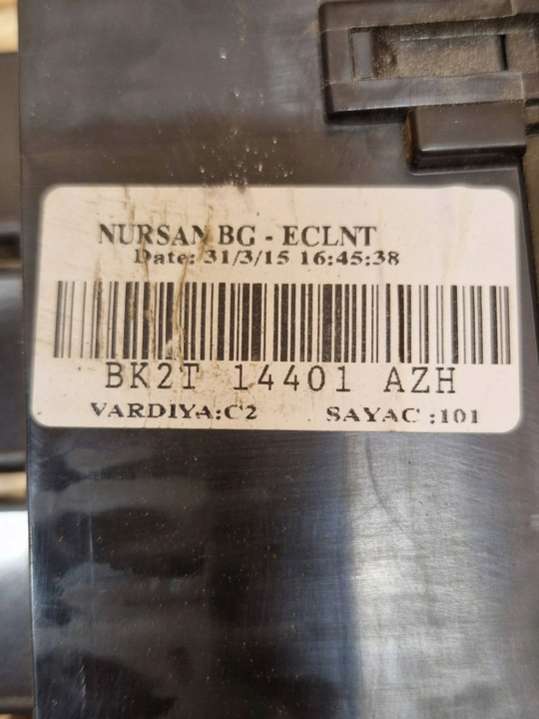 NURSAN BG - ECLNT
Date: 31/3/15 16:45:38
BK2T 14401 AZH
VARDIYA:C2 SAYAC :101